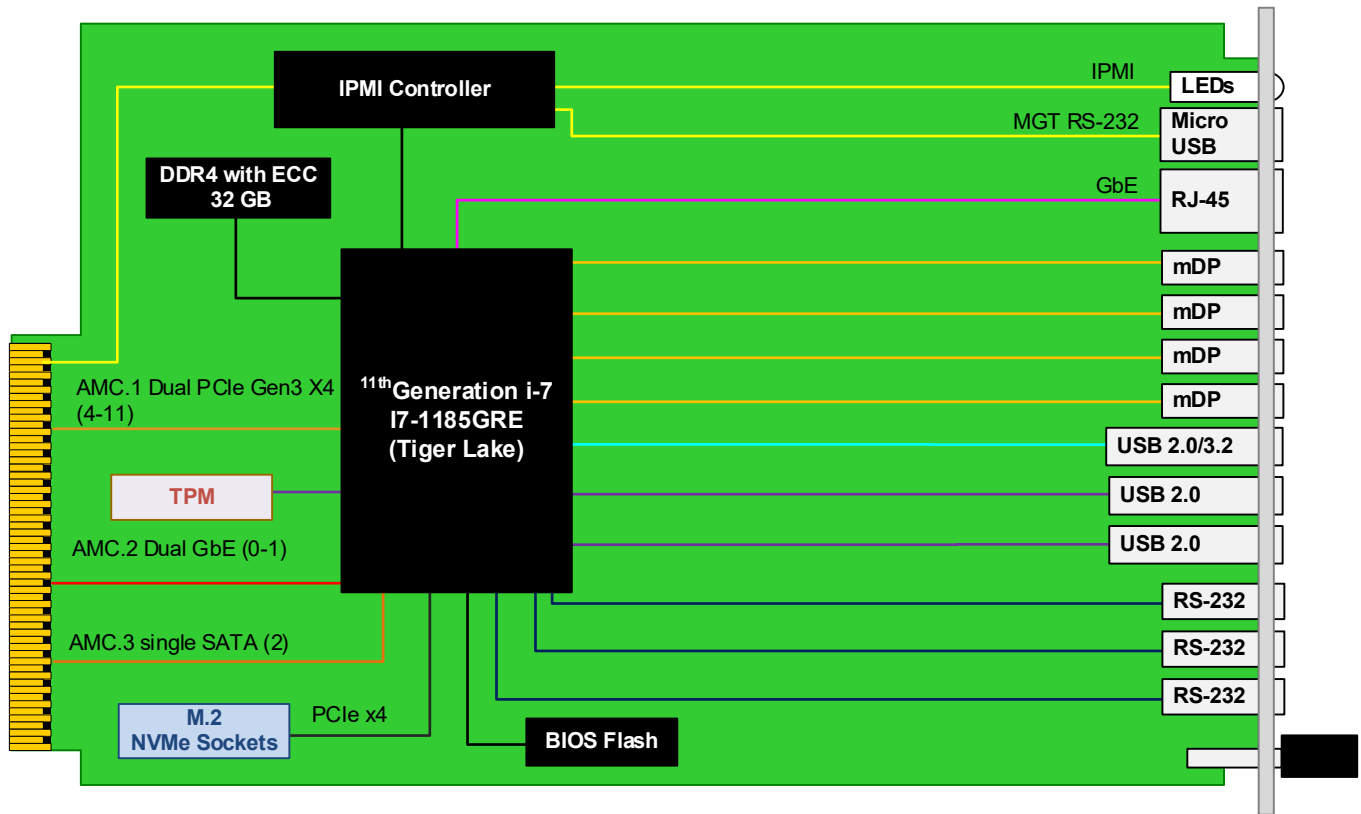 IPMI Controller
IPMI
LEDs
MGT RS-232
Micro
USB
DDR4 with ECC
32 GB
GbE
RJ-45
mDP
mDP
mDP
mDP
AMC.1 Dual PCIe Gen3 X4
(4-11)
11thGeneration i-7
I7-1185GRE
(Tiger Lake)
USB 2.0/3.2
TPM
USB 2.0
AMC.2 Dual GbE (0-1)
USB 2.0
RS-232
AMC.3 single SATA (2)
RS-232
RS-232
M.2
NVMe Sockets
PCIe x4
BIOS Flash